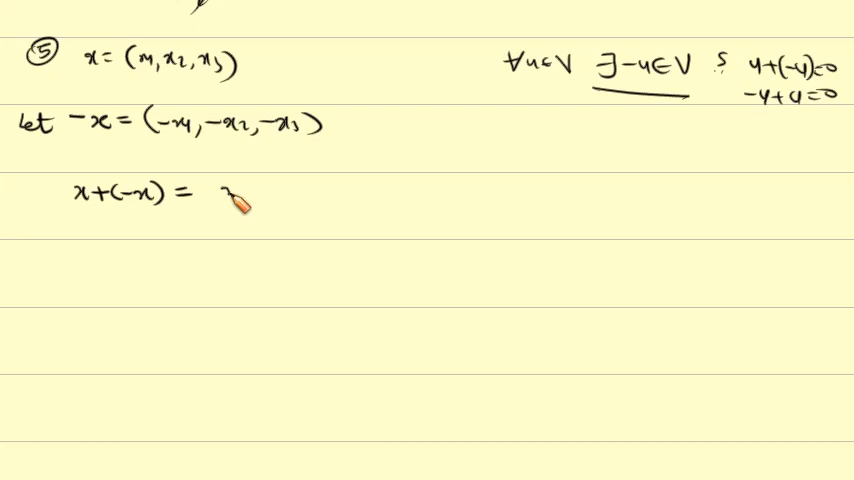 ⑤ x = (x1, x2, x3) ∀u∈V ∃-u∈V s.t. u+(-u)=0
-u+u=0
let -x = (-x1, -x2, -x3)
x+(-x) =